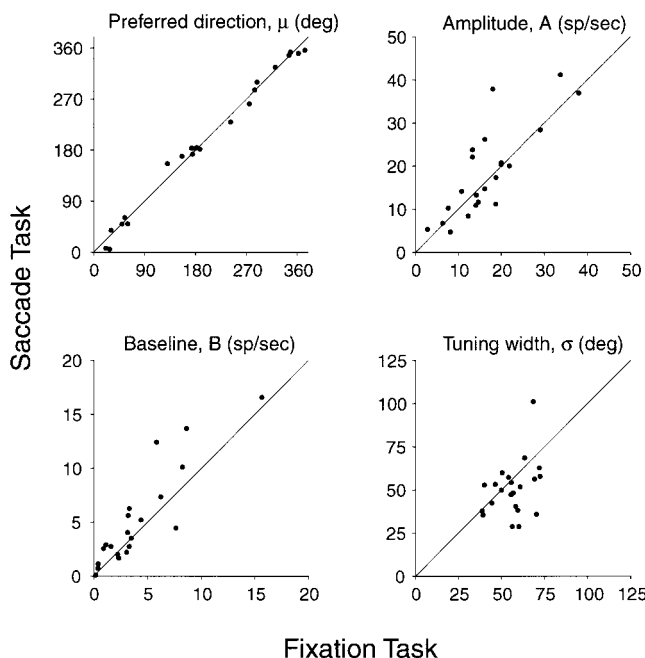 Preferred direction, μ (deg)
Amplitude, A (sp/sec)
360
270
180
90
0
0 90 180 270 360
50
40
30
20
10
0
0 10 20 30 40 50
Saccade Task
Baseline, B (sp/sec)
Tuning width, σ (deg)
20
15
10
5
0
0 5 10 15 20
125
100
75
50
25
0
0 25 50 75 100 125
Fixation Task